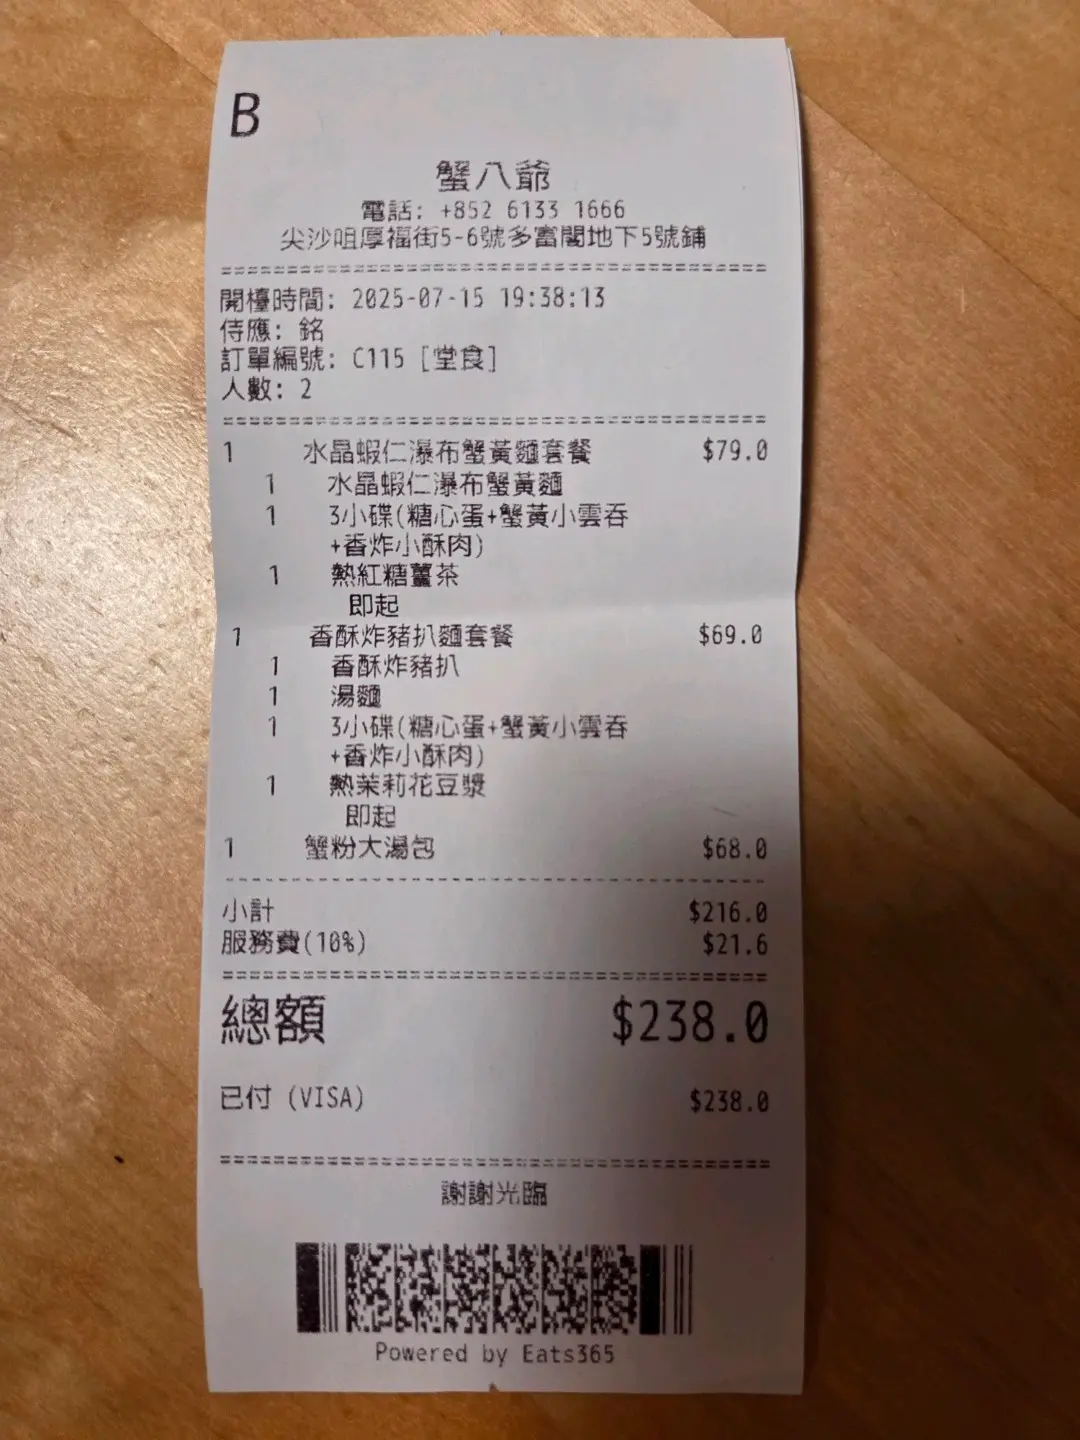 B
蟹八爺
電話: +852 6133 1666
尖沙咀厚福街5-6號多富閣地下5號鋪
開檯時間: 2025-07-15 19:38:13
侍應: 銘
訂單編號: C115 [堂食]
人數: 2
1 水晶蝦仁瀑布蟹黃麵套餐 $79.0
1 水晶蝦仁瀑布蟹黃麵
1 3小碟(糖心蛋+蟹黃小雲吞
+香炸小酥肉)
1 熱紅糖薑茶
即起
1 香酥炸豬扒麵套餐 $69.0
1 香酥炸豬扒
1 湯麵
1 3小碟(糖心蛋+蟹黃小雲吞
+香炸小酥肉)
1 熱茉莉花豆漿
即起
1 蟹粉大湯包 $68.0
小計 $216.0
服務費(10%) $21.6
總額 $238.0
已付 (VISA) $238.0
謝謝光臨
Powered by Eats365